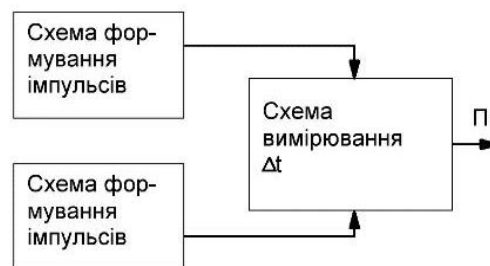 Схема фор-
мування
імпульсів
Схема
вимірювання
Δt
П
Схема фор-
мування
імпульсів